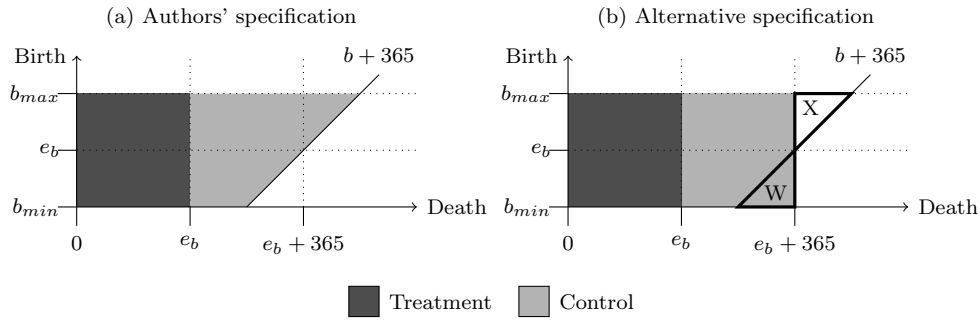 (a) Authors' specification
(b) Alternative specification
Birth
b + 365
b_max
e_b
b_min
Death
0
e_b
e_b + 365
Birth
b + 365
b_max
X
e_b
W
b_min
Death
0
e_b
e_b + 365
Treatment
Control